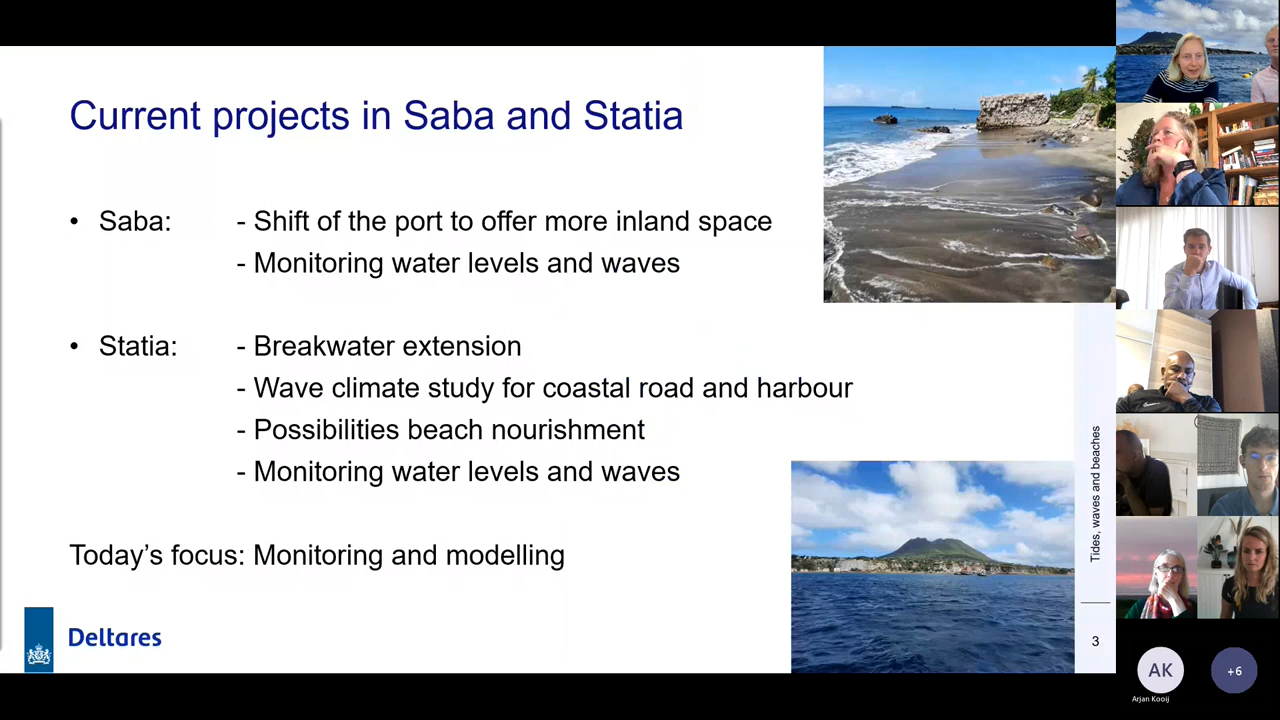 Current projects in Saba and Statia
• Saba: - Shift of the port to offer more inland space
- Monitoring water levels and waves
• Statia: - Breakwater extension
- Wave climate study for coastal road and harbour
- Possibilities beach nourishment
- Monitoring water levels and waves
Today's focus: Monitoring and modelling
Deltares
Tides, waves and beaches
3
AK
Arjan Kooij
+6